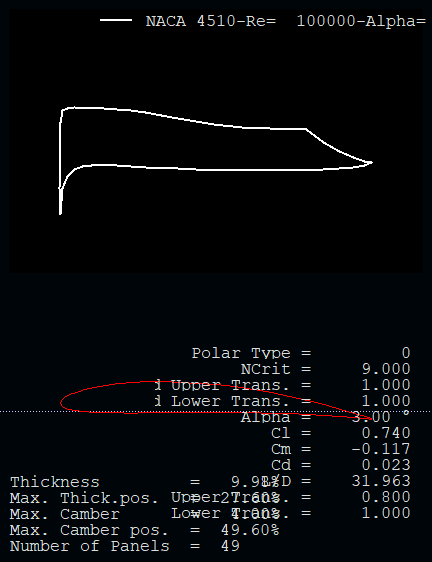 NACA 4510-Re=  100000-Alpha=
Polar Type = 0
NCrit = 9.000
Upper Trans. = 1.000
Lower Trans. = 1.000
Alpha = 3.00 °
Cl = 0.740
Cm = -0.117
Cd = 0.023
L/D = 31.963
Upper Trans. = 0.800
Lower Trans. = 1.000
Thickness =
Max. Thick.pos. = 27.60%
Max. Camber = 4.00%
Max. Camber pos. = 49.60%
Number of Panels = 49